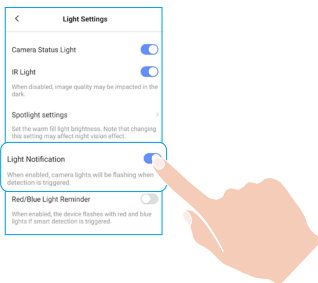 Light Settings
Camera Status Light
IR Light
When disabled, image quality may be impacted in the
dark.
Spotlight settings
Set the warm fill light brightness. Note that changing
this setting may affect night vision effect.
Light Notification
When enabled, camera lights will be flashing when
detection is triggered.
Red/Blue Light Reminder
When enabled, the device flashes with red and blue
lights if smart detection is triggered